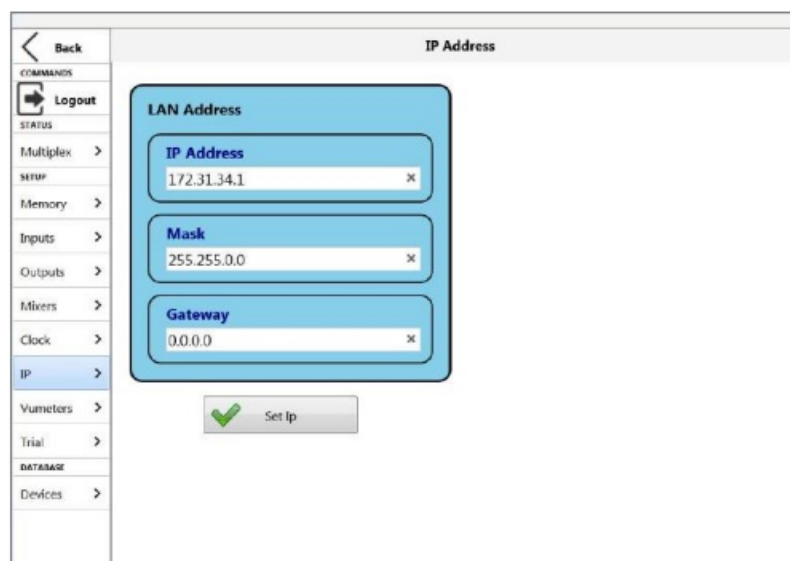 Back
IP Address
COMMANDS
Logout
STATUS
Multiplex
SETUP
Memory
Inputs
Outputs
Mixers
Clock
IP
Vumeters
Trial
DATABASE
Devices
LAN Address
IP Address
172.31.34.1
Mask
255.255.0.0
Gateway
0.0.0.0
Set Ip